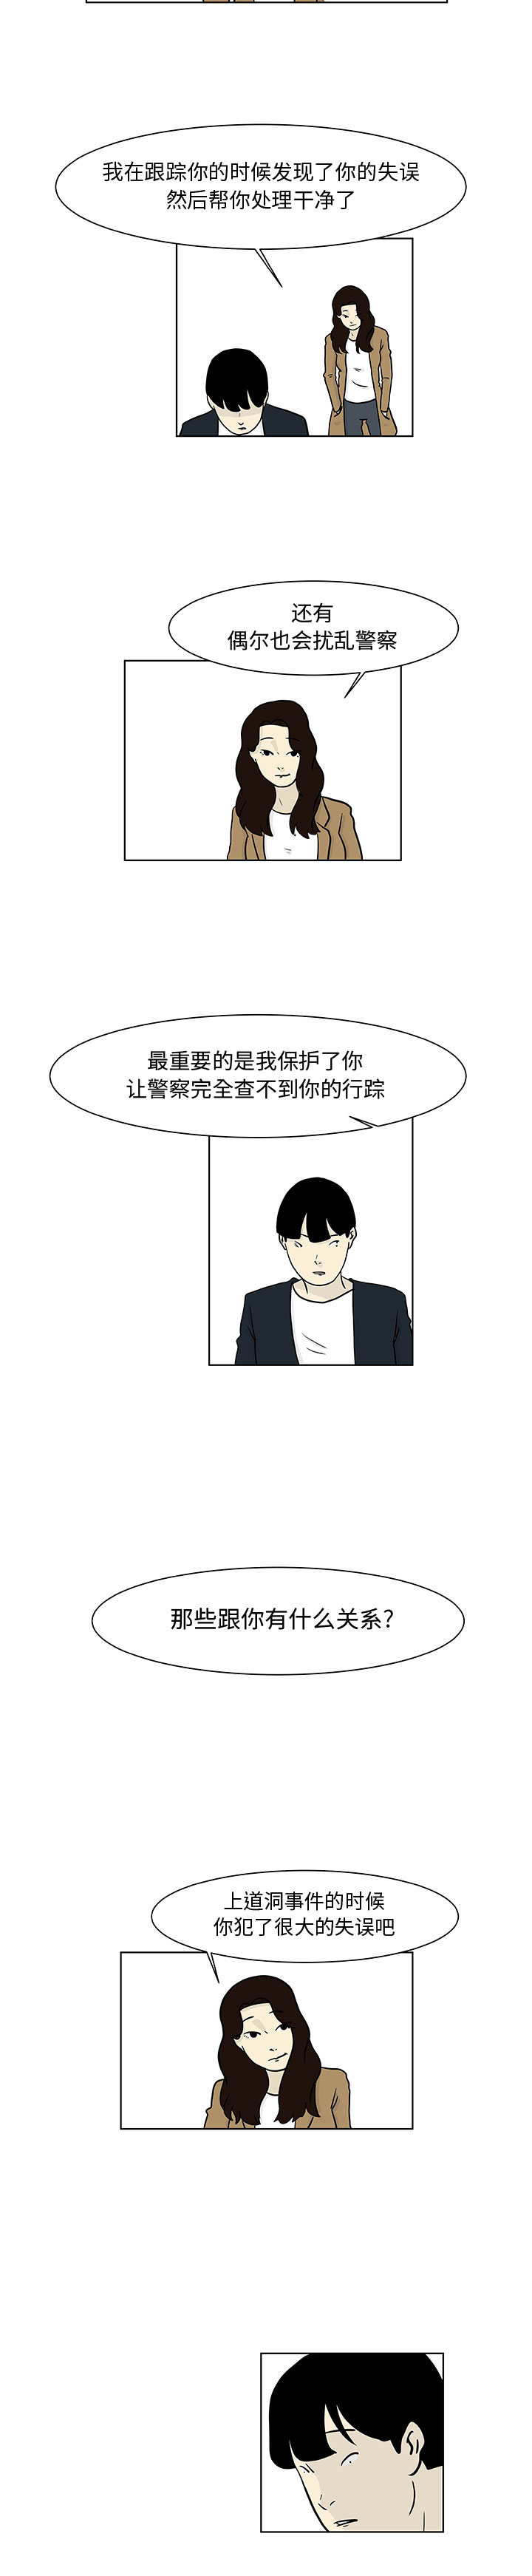 我在跟踪你的时候发现了你的失误
然后帮你处理干净了
还有
偶尔也会扰乱警察
最重要的是我保护了你
让警察完全查不到你的行踪
那些跟你有什么关系?
上道洞事件的时候
你犯了很大的失误吧